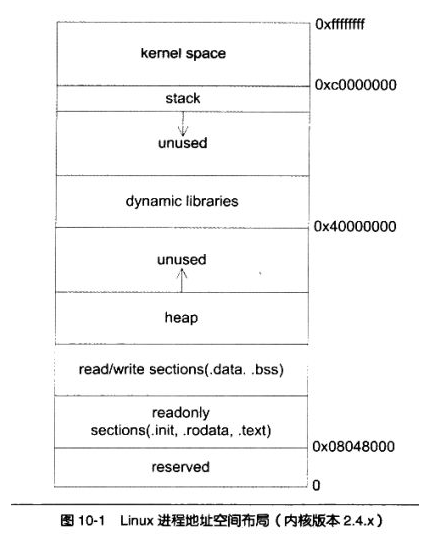 0xffffffff
kernel space
0xc0000000
stack
unused
dynamic libraries
0x40000000
unused
heap
read/write sections(.data. .bss)
readonly
sections(.init, .rodata, .text)
0x08048000
reserved
0
图 10-1 Linux 进程地址空间布局（内核版本 2.4.x）